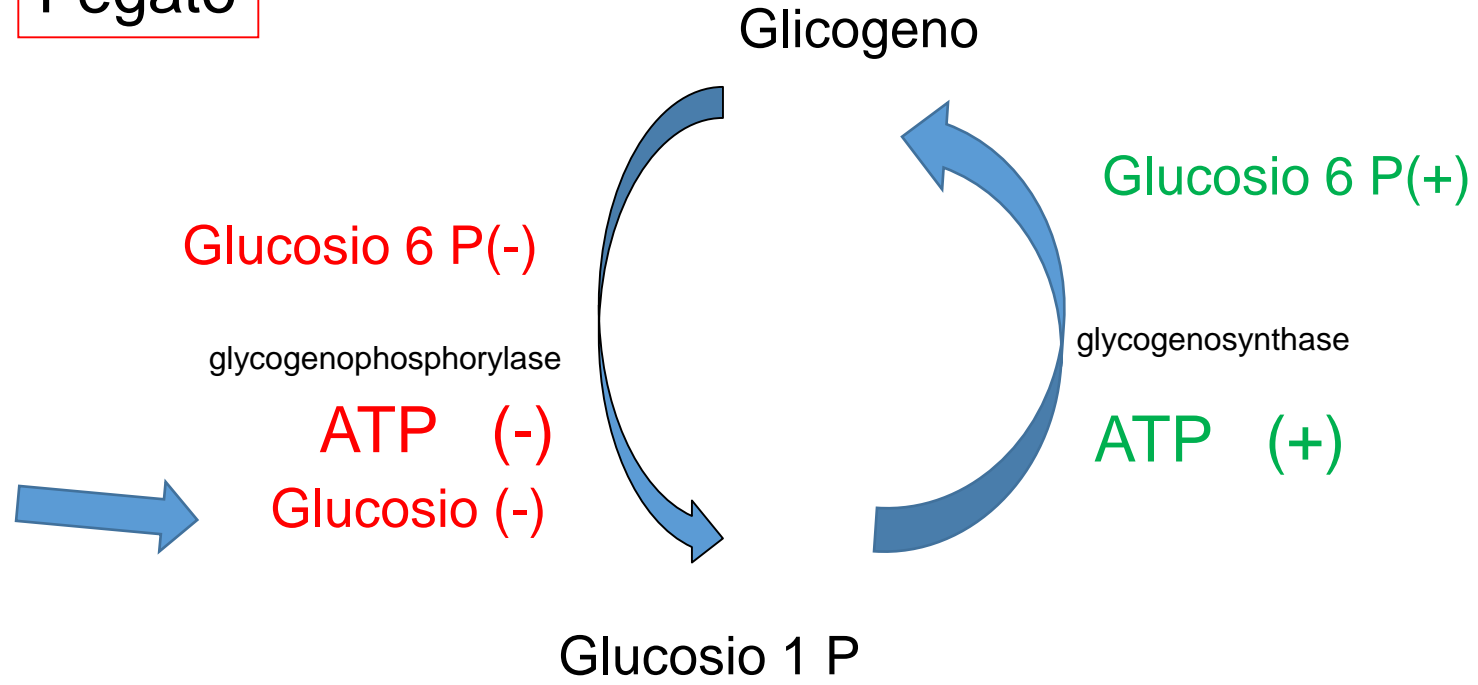 Fegato
Glicogeno
Glucosio 6 P(+)
Glucosio 6 P(-)
glycogenophosphorylase
glycogenosynthase
ATP (-)
ATP (+)
Glucosio (-)
Glucosio 1 P